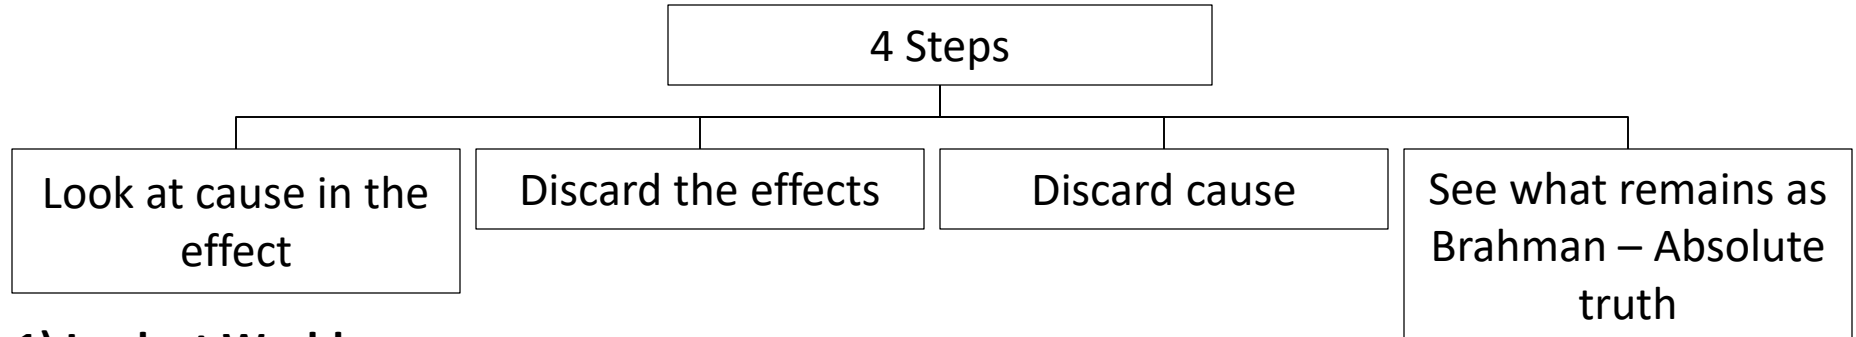 4 Steps
Look at cause in the
effect
Discard the effects
Discard cause
See what remains as
Brahman – Absolute
truth